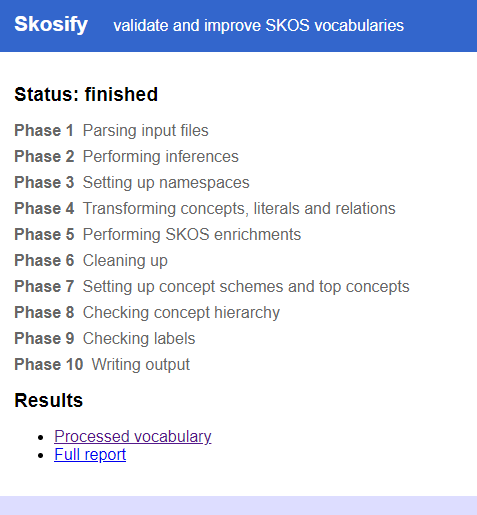 Skosify validate and improve SKOS vocabularies
Status: finished
Phase 1 Parsing input files
Phase 2 Performing inferences
Phase 3 Setting up namespaces
Phase 4 Transforming concepts, literals and relations
Phase 5 Performing SKOS enrichments
Phase 6 Cleaning up
Phase 7 Setting up concept schemes and top concepts
Phase 8 Checking concept hierarchy
Phase 9 Checking labels
Phase 10 Writing output
Results
Processed vocabulary
Full report